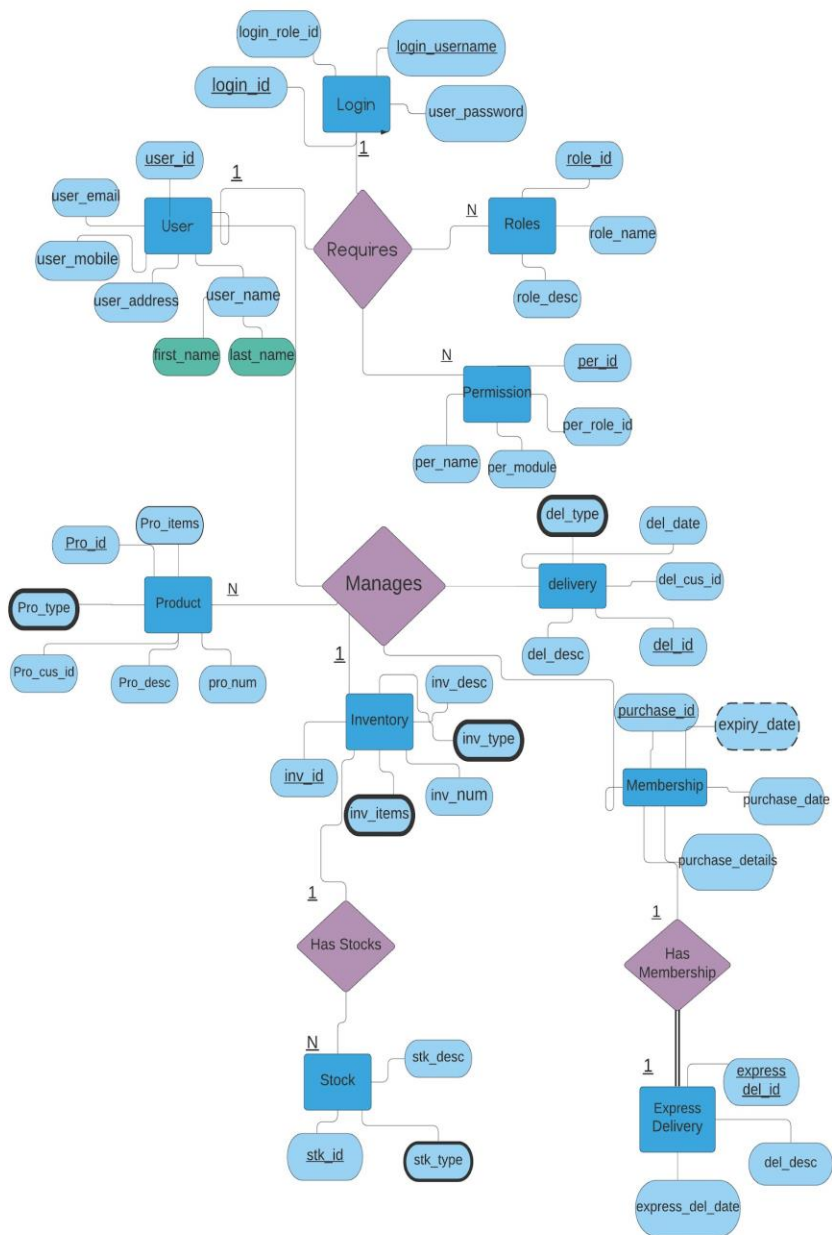 login_role_id
login_username
login_id
Login
user_password
1
user_id
1
role_id
user_email
User
N
Roles
role_name
Requires
user_mobile
user_address
user_name
role_desc
first_name
last_name
N
per_id
Permission
per_role_id
per_name
per_module
Pro_items
del_type
del_date
Pro_id
Manages
delivery
del_cus_id
Pro_type
Product
N
del_desc
del_id
Pro_cus_id
Pro_desc
pro_num
1
inv_desc
purchase_id
expiry_date
Inventory
inv_type
inv_id
inv_items
inv_num
Membership
purchase_date
purchase_details
1
1
Has Stocks
Has
Membership
N
stk_desc
1
express
del_id
Stock
Express
Delivery
stk_id
stk_type
del_desc
express_del_date